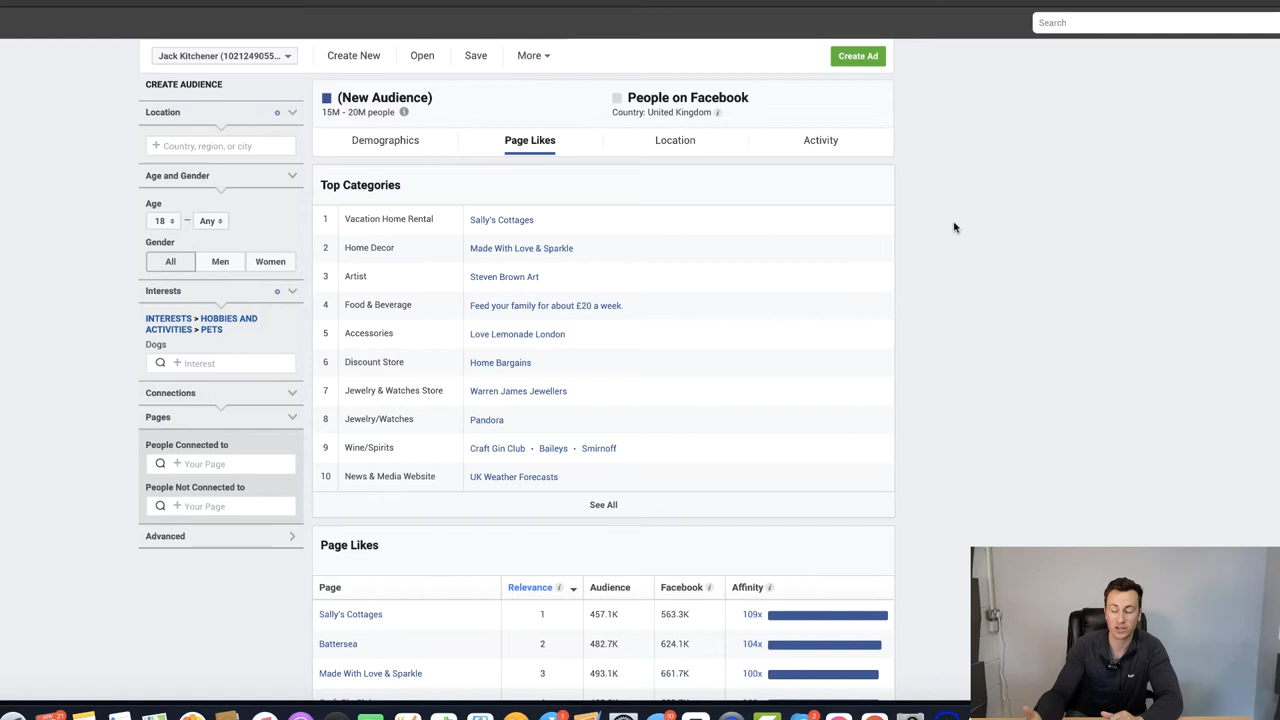 Search
Jack Kitchener (1021249055...
Create New
Open
Save
More
Create Ad
CREATE AUDIENCE
Location
+ Country, region, or city
Age and Gender
Age
18 — Any
Gender
All
Men
Women
Interests
INTERESTS > HOBBIES AND
ACTIVITIES > PETS
Dogs
+ Interest
Connections
Pages
People Connected to
+ Your Page
People Not Connected to
+ Your Page
Advanced
(New Audience)
15M - 20M people
People on Facebook
Country: United Kingdom
Demographics
Page Likes
Location
Activity
Top Categories
1 Vacation Home Rental Sally's Cottages
2 Home Decor Made With Love & Sparkle
3 Artist Steven Brown Art
4 Food & Beverage Feed your family for about £20 a week.
5 Accessories Love Lemonade London
6 Discount Store Home Bargains
7 Jewelry & Watches Store Warren James Jewellers
8 Jewelry/Watches Pandora
9 Wine/Spirits Craft Gin Club • Baileys • Smirnoff
10 News & Media Website UK Weather Forecasts
See All
Page Likes
Page Relevance Audience Facebook Affinity
Sally's Cottages 1 457.1K 563.3K 109x
Battersea 2 482.7K 624.1K 104x
Made With Love & Sparkle 3 493.1K 661.7K 100x